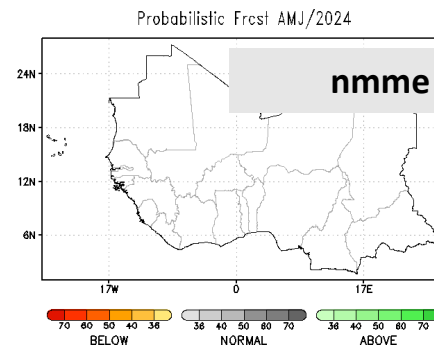 Probabilistic Frcst AMJ/2024
nmme
24N
18N
12N
6N
17W 0 17E
70 60 50 40 36 36 40 50 60 70 36 40 50 60 70
BELOW NORMAL ABOVE